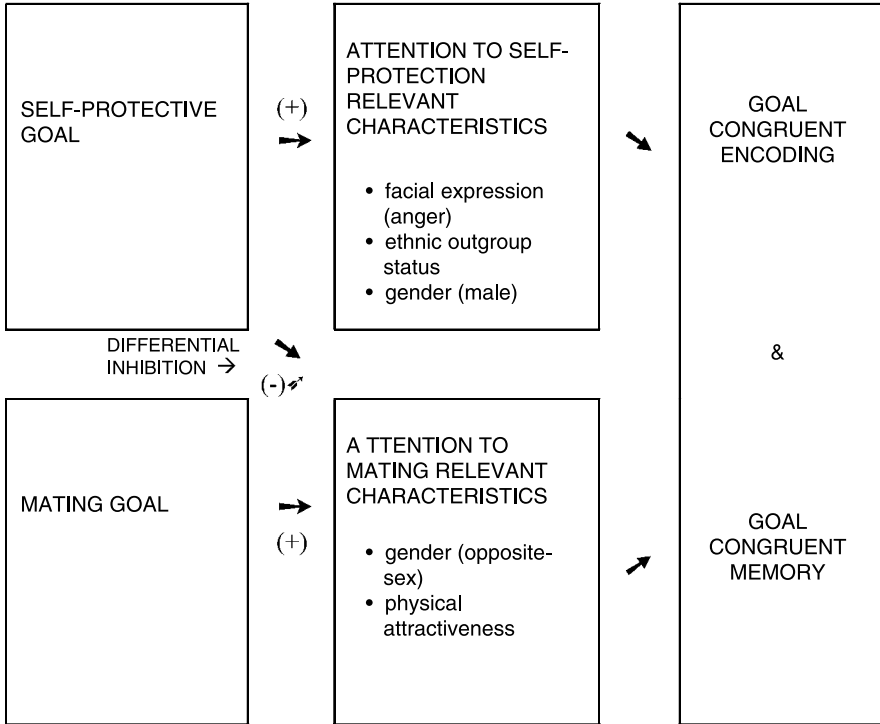 SELF-PROTECTIVE
GOAL
(+)
ATTENTION TO SELF-
PROTECTION
RELEVANT
CHARACTERISTICS
• facial expression
(anger)
• ethnic outgroup
status
• gender (male)
GOAL
CONGRUENT
ENCODING
DIFFERENTIAL
INHIBITION →
(-)
&
MATING GOAL
(+)
A TTENTION TO
MATING RELEVANT
CHARACTERISTICS
• gender (opposite-
sex)
• physical
attractiveness
GOAL
CONGRUENT
MEMORY